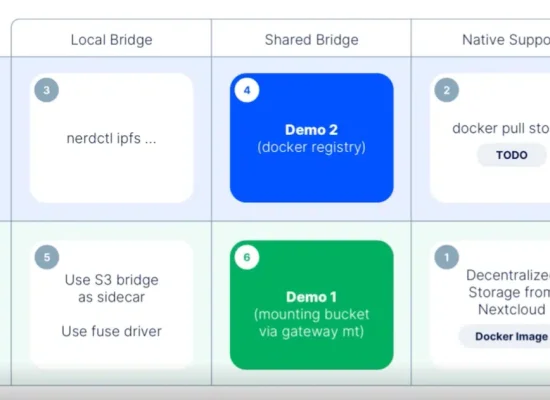 Local Bridge
Shared Bridge
Native Suppo
3
nerdctl ipfs ...
4
Demo 2
(docker registry)
2
docker pull sto
TODO
5
Use S3 bridge
as sidecar
Use fuse driver
6
Demo 1
(mounting bucket
via gateway mt)
1
Decentralize
Storage from
Nextcloud
Docker Image